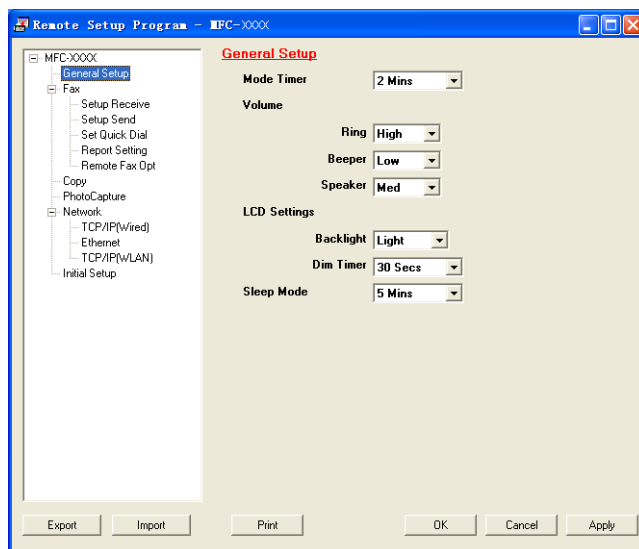 Remote Setup Program - MFC-XXXX
MFC-XXXX
General Setup
Fax
Setup Receive
Setup Send
Set Quick Dial
Report Setting
Remote Fax Opt
Copy
PhotoCapture
Network
TCP/IP(Wired)
Ethernet
TCP/IP(WLAN)
Initial Setup
General Setup
Mode Timer 2 Mins
Volume
Ring High
Beeper Low
Speaker Med
LCD Settings
Backlight Light
Dim Timer 30 Secs
Sleep Mode 5 Mins
Export Import Print OK Cancel Apply